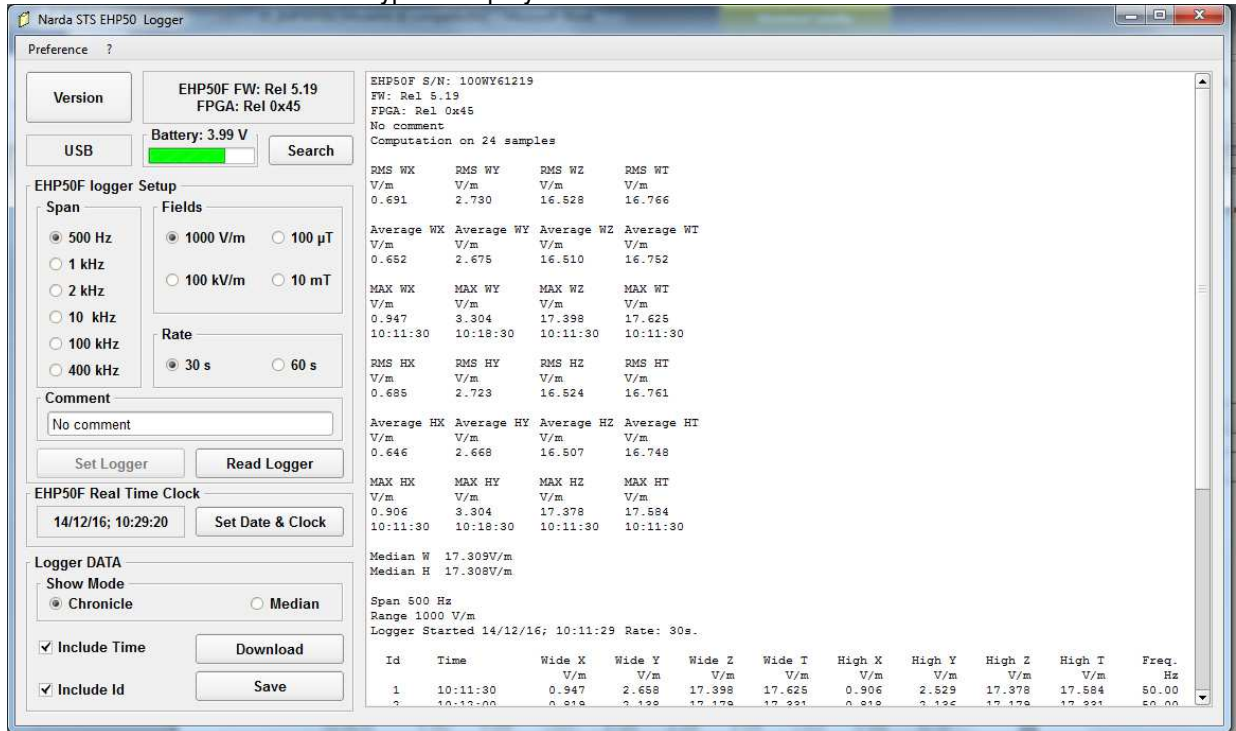 Narda STS EHP50 Logger
Preference ?
Version
EHP50F FW: Rel 5.19
FPGA: Rel 0x45
USB
Battery: 3.99 V
Search
EHP50F logger Setup
Span
500 Hz
1 kHz
2 kHz
10 kHz
100 kHz
400 kHz
Fields
1000 V/m 100 µT
100 kV/m 10 mT
Rate
30 s 60 s
Comment
No comment
Set Logger Read Logger
EHP50F Real Time Clock
14/12/16; 10:29:20 Set Date & Clock
Logger DATA
Show Mode
Chronicle Median
Include Time Download
Include Id Save
EHP50F S/N: 100WY61219
FW: Rel 5.19
FPGA: Rel 0x45
No comment
Computation on 24 samples
RMS WX RMS WY RMS WZ RMS WT
V/m V/m V/m V/m
0.691 2.730 16.528 16.766
Average WX Average WY Average WZ Average WT
V/m V/m V/m V/m
0.652 2.675 16.510 16.752
MAX WX MAX WY MAX WZ MAX WT
V/m V/m V/m V/m
0.947 3.304 17.398 17.625
10:11:30 10:18:30 10:11:30 10:11:30
RMS HX RMS HY RMS HZ RMS HT
V/m V/m V/m V/m
0.685 2.723 16.524 16.761
Average HX Average HY Average HZ Average HT
V/m V/m V/m V/m
0.646 2.668 16.507 16.748
MAX HX MAX HY MAX HZ MAX HT
V/m V/m V/m V/m
0.906 3.304 17.378 17.584
10:11:30 10:18:30 10:11:30 10:11:30
Median W 17.309V/m
Median H 17.308V/m
Span 500 Hz
Range 1000 V/m
Logger Started 14/12/16; 10:11:29 Rate: 30s.
Id Time Wide X Wide Y Wide Z Wide T High X High Y High Z High T Freq.
V/m V/m V/m V/m V/m V/m V/m V/m Hz
1 10:11:30 0.947 2.658 17.398 17.625 0.906 2.529 17.378 17.584 50.00